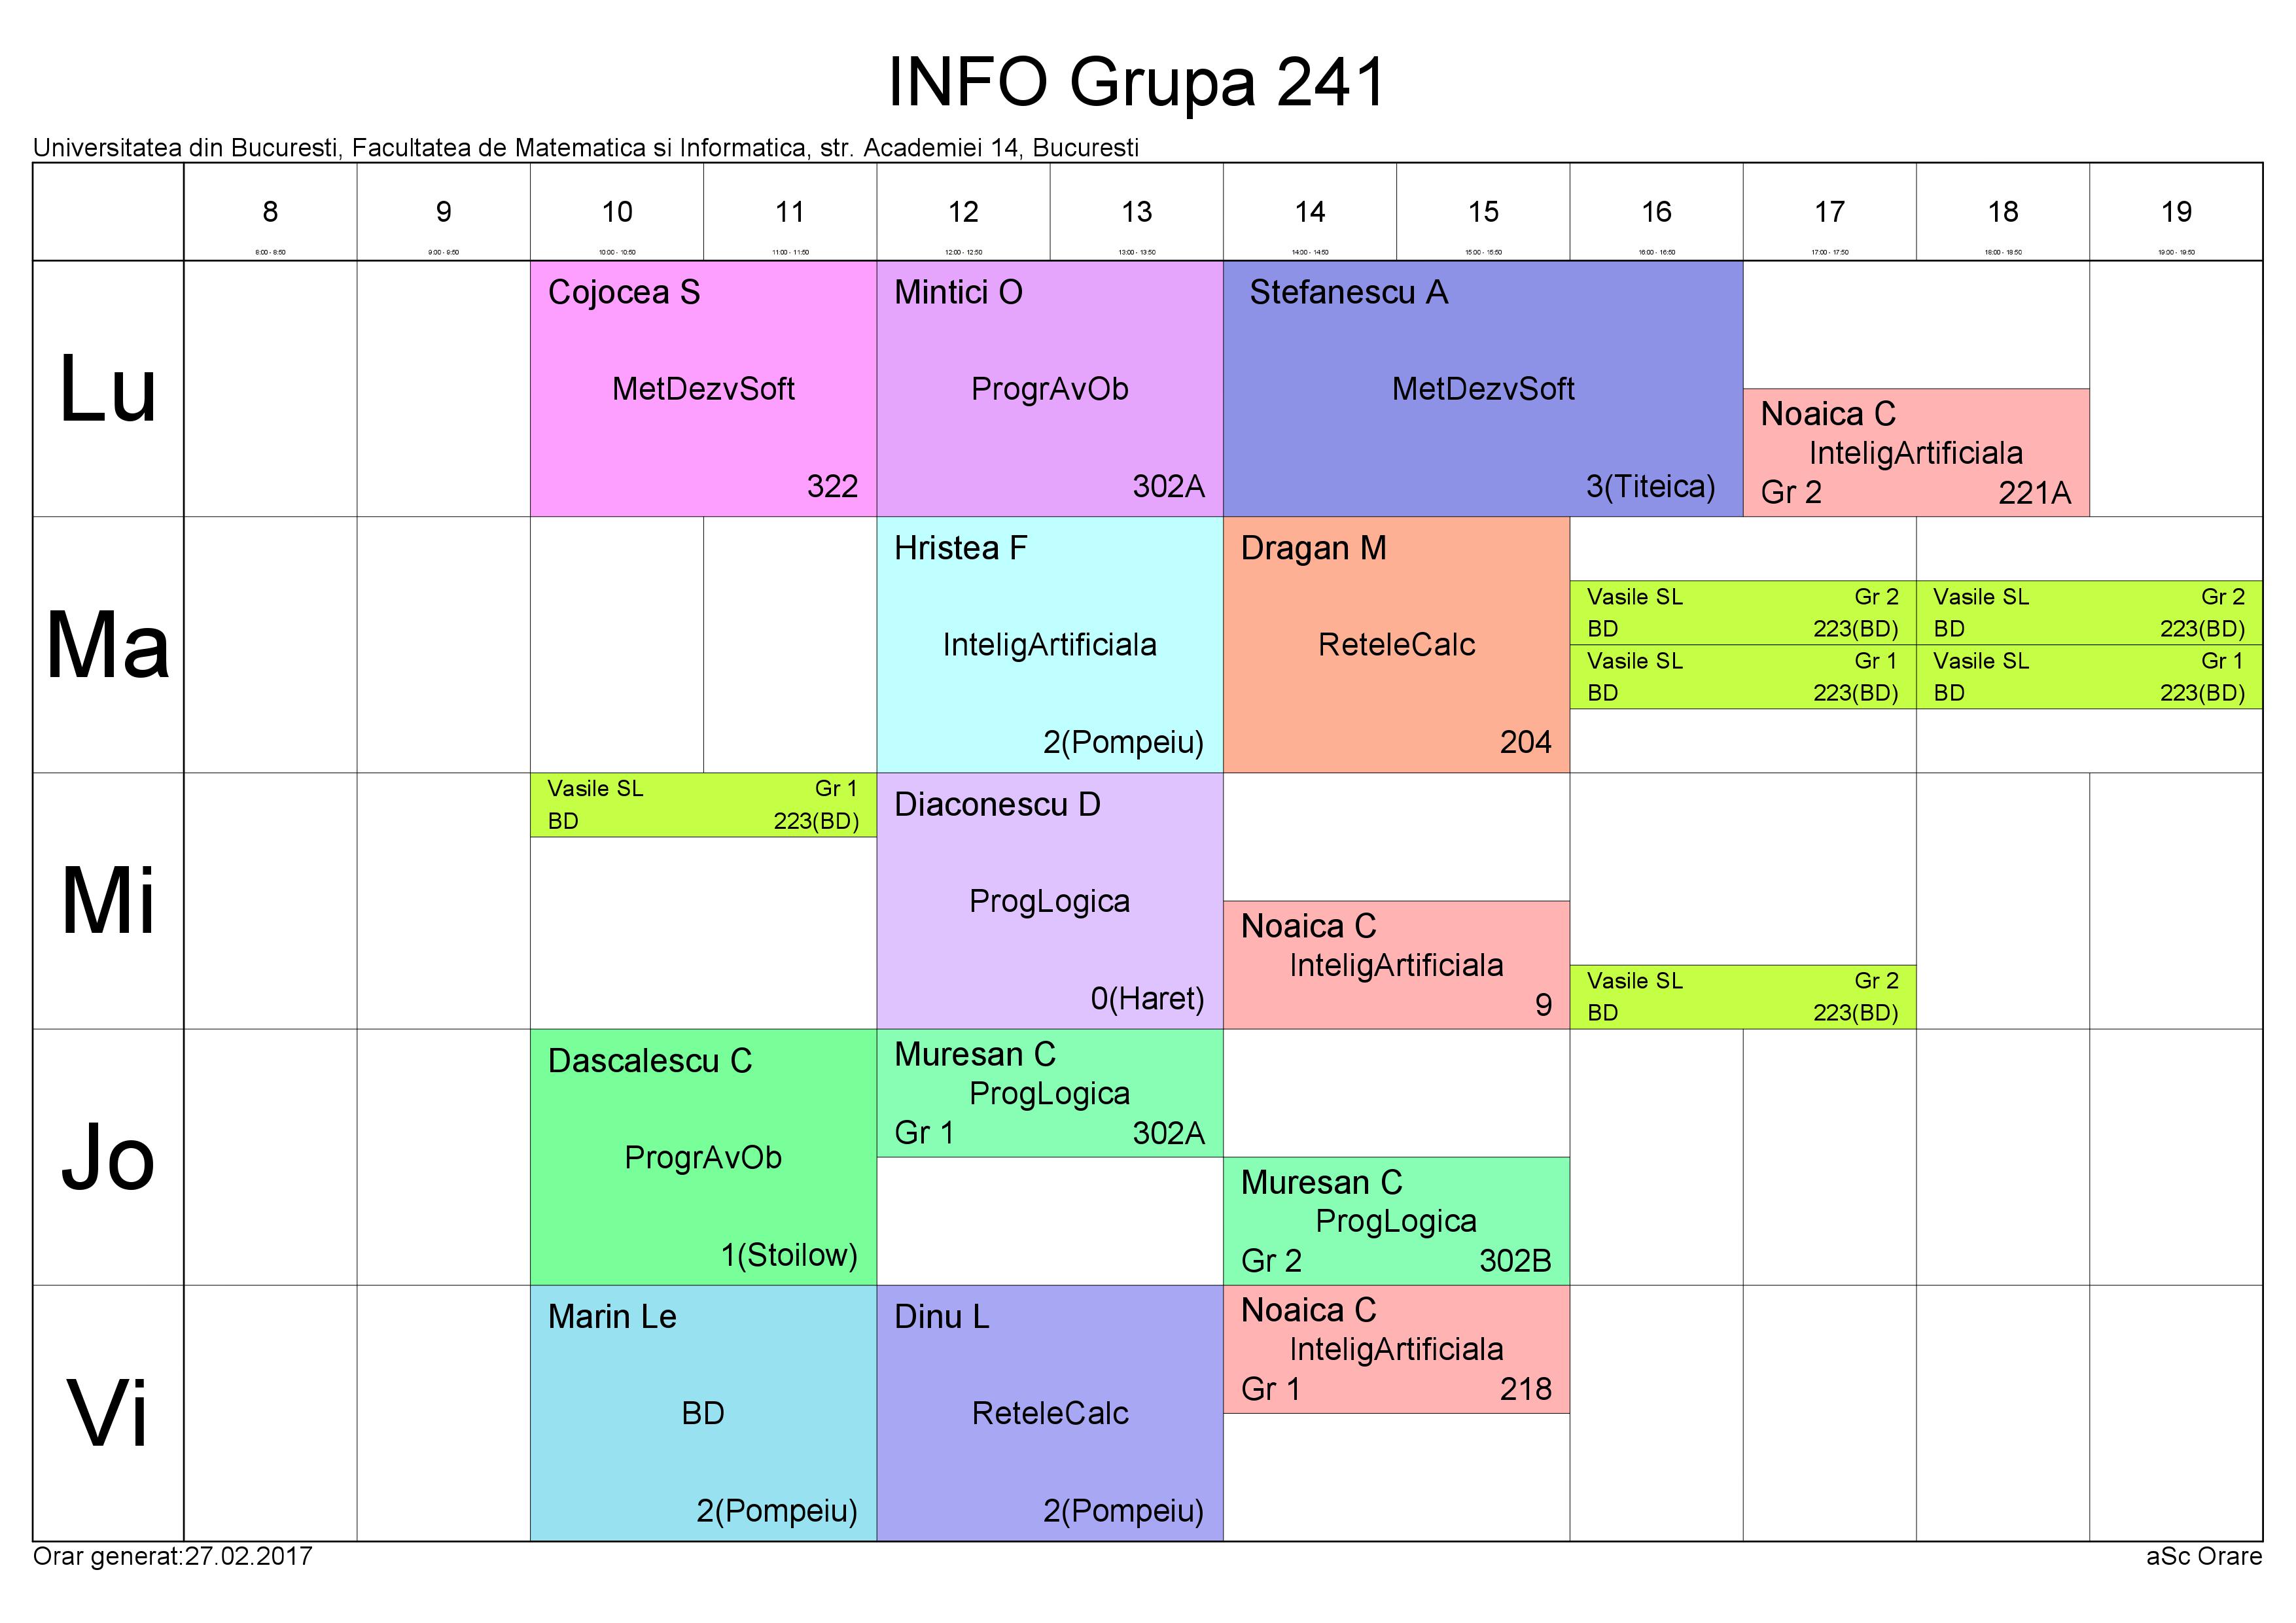 INFO Grupa 241
Universitatea din Bucuresti, Facultatea de Matematica si Informatica, str. Academiei 14, Bucuresti
8 9 10 11 12 13 14 15 16 17 18 19
8:00 - 8:50 9:00 - 9:50 10:00 - 10:50 11:00 - 11:50 12:00 - 12:50 13:00 - 13:50 14:00 - 14:50 15:00 - 15:50 16:00 - 16:50 17:00 - 17:50 18:00 - 18:50 19:00 - 19:50
Lu
Cojocea S
MetDezvSoft
322
Mintici O
ProgrAvOb
302A
Stefanescu A
MetDezvSoft
3(Titeica)
Noaica C
InteligArtificiala
Gr 2 221A
Ma
Hristea F
InteligArtificiala
2(Pompeiu)
Dragan M
ReteleCalc
204
Vasile SL Gr 2
BD 223(BD)
Vasile SL Gr 1
BD 223(BD)
Vasile SL Gr 2
BD 223(BD)
Vasile SL Gr 1
BD 223(BD)
Mi
Vasile SL Gr 1
BD 223(BD)
Diaconescu D
ProgLogica
0(Haret)
Noaica C
InteligArtificiala
9
Vasile SL Gr 2
BD 223(BD)
Jo
Dascalescu C
ProgrAvOb
1(Stoilow)
Muresan C
ProgLogica
Gr 1 302A
Muresan C
ProgLogica
Gr 2 302B
Vi
Marin Le
BD
2(Pompeiu)
Dinu L
ReteleCalc
2(Pompeiu)
Noaica C
InteligArtificiala
Gr 1 218
Orar generat:27.02.2017
aSc Orare